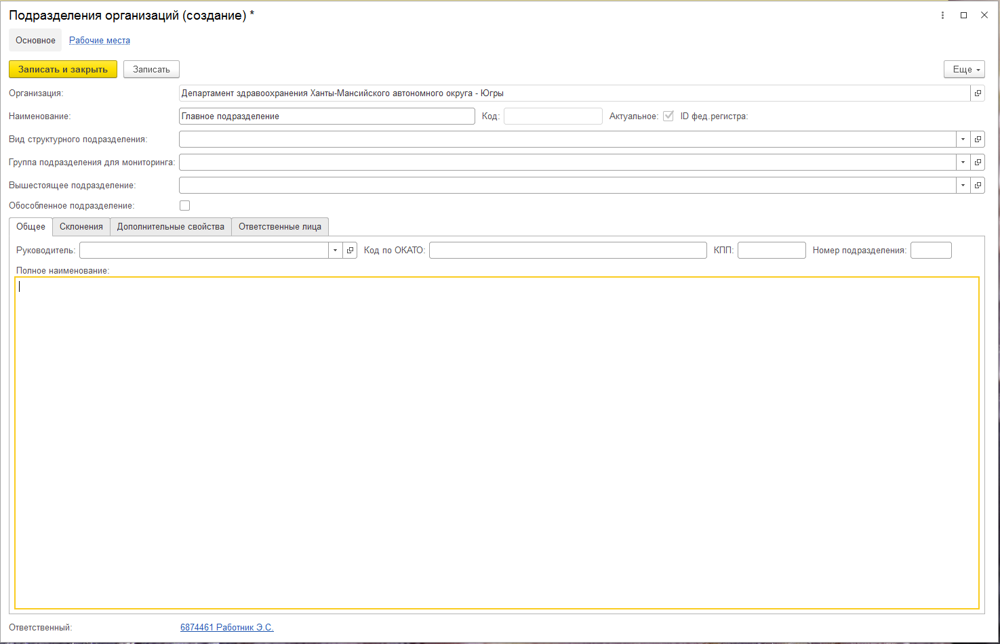 Подразделения организаций (создание) *
Основное Рабочие места
Записать и закрыть Записать Еще
Организация: Департамент здравоохранения Ханты-Мансийского автономного округа - Югры
Наименование: Главное подразделение Код: Актуальное: ID фед.регистра:
Вид структурного подразделения:
Группа подразделения для мониторинга:
Вышестоящее подразделение:
Обособленное подразделение:
Общее Склонения Дополнительные свойства Ответственные лица
Руководитель: Код по ОКАТО: КПП: Номер подразделения:
Полное наименование:
Ответственный: 6874461 Работник Э.С.